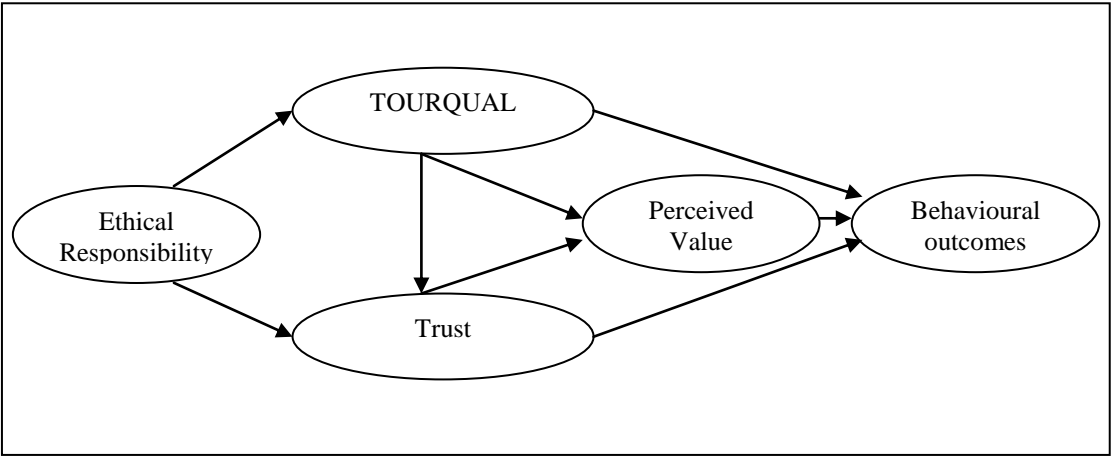 TOURQUAL
Ethical
Responsibility
Perceived
Value
Behavioural
outcomes
Trust